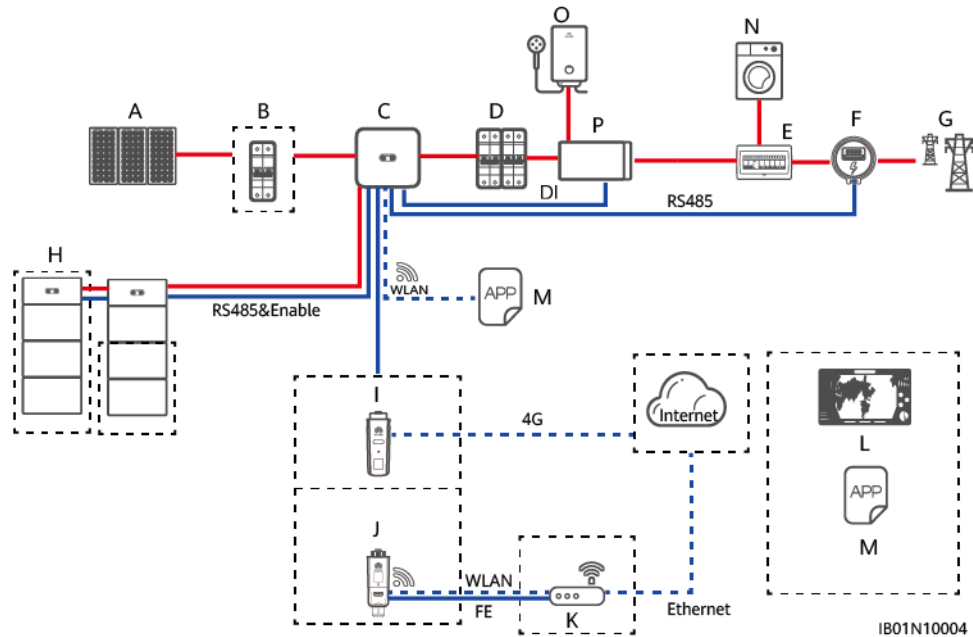 O
N
A
B
C
D
P
E
F
G
DI
RS485
H
WLAN
APP
M
RS485&Enable
I
4G
Internet
L
APP
M
J
WLAN
FE
K
Ethernet
IB01N10004